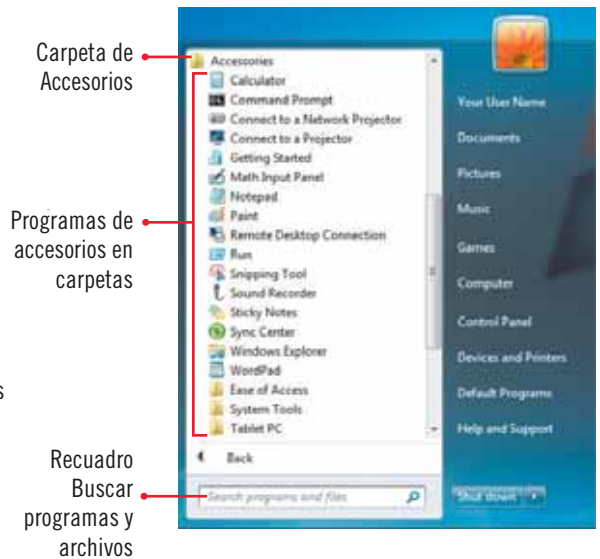 Carpeta de
Accesorios
Programas de
accesorios en
carpetas
s
Recuadro
Buscar
programas y
archivos
Accessories
Calculator
Command Prompt
Connect to a Network Projector
Connect to a Projector
Getting Started
Math Input Panel
Notepad
Paint
Remote Desktop Connection
Run
Snipping Tool
Sound Recorder
Sticky Notes
Sync Center
Windows Explorer
WordPad
Ease of Access
System Tools
Tablet PC
Back
Search programs and files
Your User Name
Documents
Pictures
Music
Games
Computer
Control Panel
Devices and Printers
Default Programs
Help and Support
Shut down